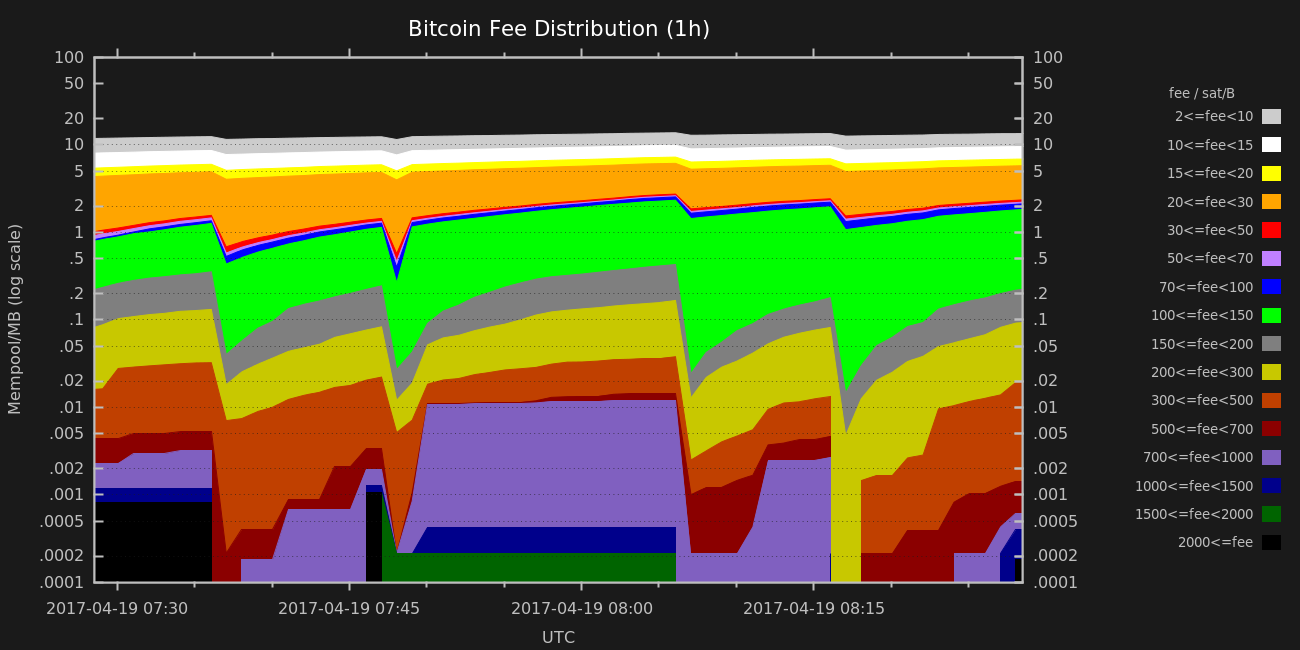 Bitcoin Fee Distribution (1h)
Mempool/MB (log scale)
100
50
20
10
5
2
1
.5
.2
.1
.05
.02
.01
.005
.002
.001
.0005
.0002
.0001
100
50
20
10
5
2
1
.5
.2
.1
.05
.02
.01
.005
.002
.001
.0005
.0002
.0001
2017-04-19 07:30
2017-04-19 07:45
2017-04-19 08:00
2017-04-19 08:15
UTC
fee / sat/B
2<=fee<10
10<=fee<15
15<=fee<20
20<=fee<30
30<=fee<50
50<=fee<70
70<=fee<100
100<=fee<150
150<=fee<200
200<=fee<300
300<=fee<500
500<=fee<700
700<=fee<1000
1000<=fee<1500
1500<=fee<2000
2000<=fee